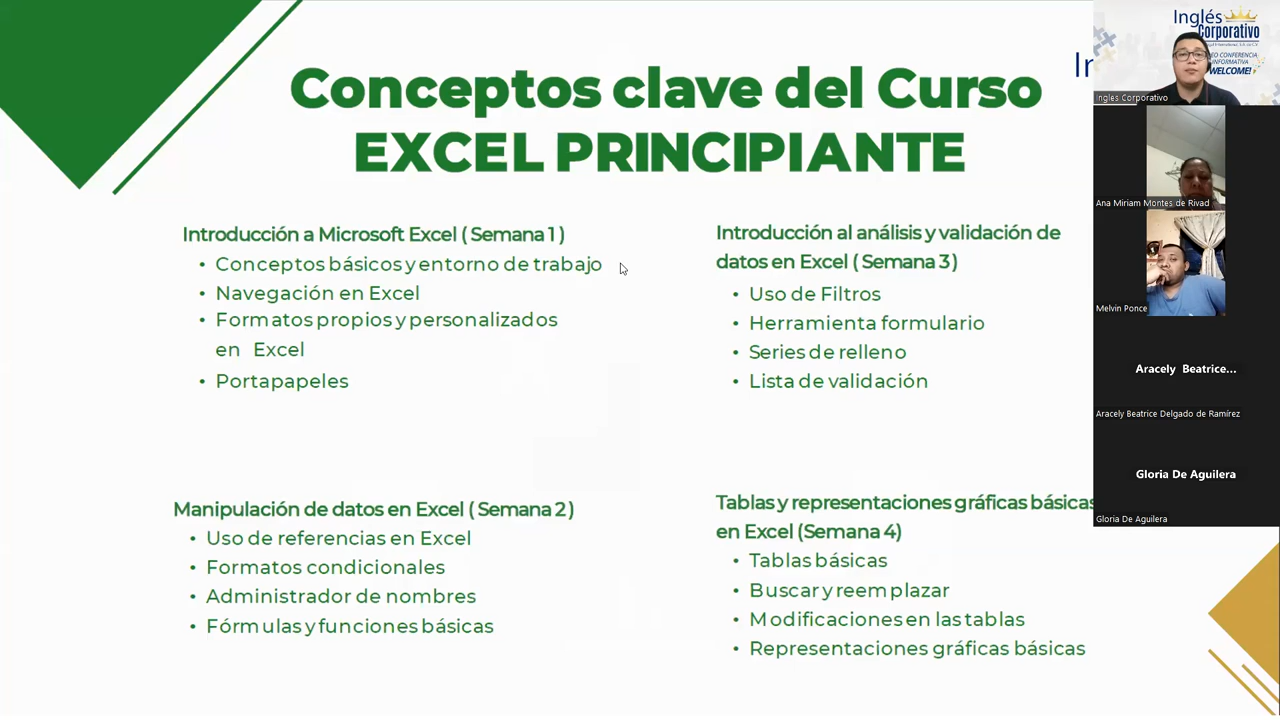 Conceptos clave del Curso
EXCEL PRINCIPIANTE
Introducción a Microsoft Excel ( Semana 1 )
• Conceptos básicos y entorno de trabajo
• Navegación en Excel
• Formatos propios y personalizados
en Excel
• Portapapeles
Manipulación de datos en Excel ( Semana 2 )
• Uso de referencias en Excel
• Formatos condicionales
• Administrador de nombres
• Fórmulas y funciones básicas
Introducción al análisis y validación de
datos en Excel ( Semana 3 )
• Uso de Filtros
• Herramienta formulario
• Series de relleno
• Lista de validación
Tablas y representaciones gráficas básicas
en Excel (Semana 4)
• Tablas básicas
• Buscar y reemplazar
• Modificaciones en las tablas
• Representaciones gráficas básicas
In
Inglés
Corporativo
INFORMATIVA
WELCOME!
Inglés Corporativo
Ana Miriam Montes de Rivad
Melvin Ponce
Aracely Beatrice...
Aracely Beatrice Delgado de Ramírez
Gloria De Aguilera
Gloria De Aguilera